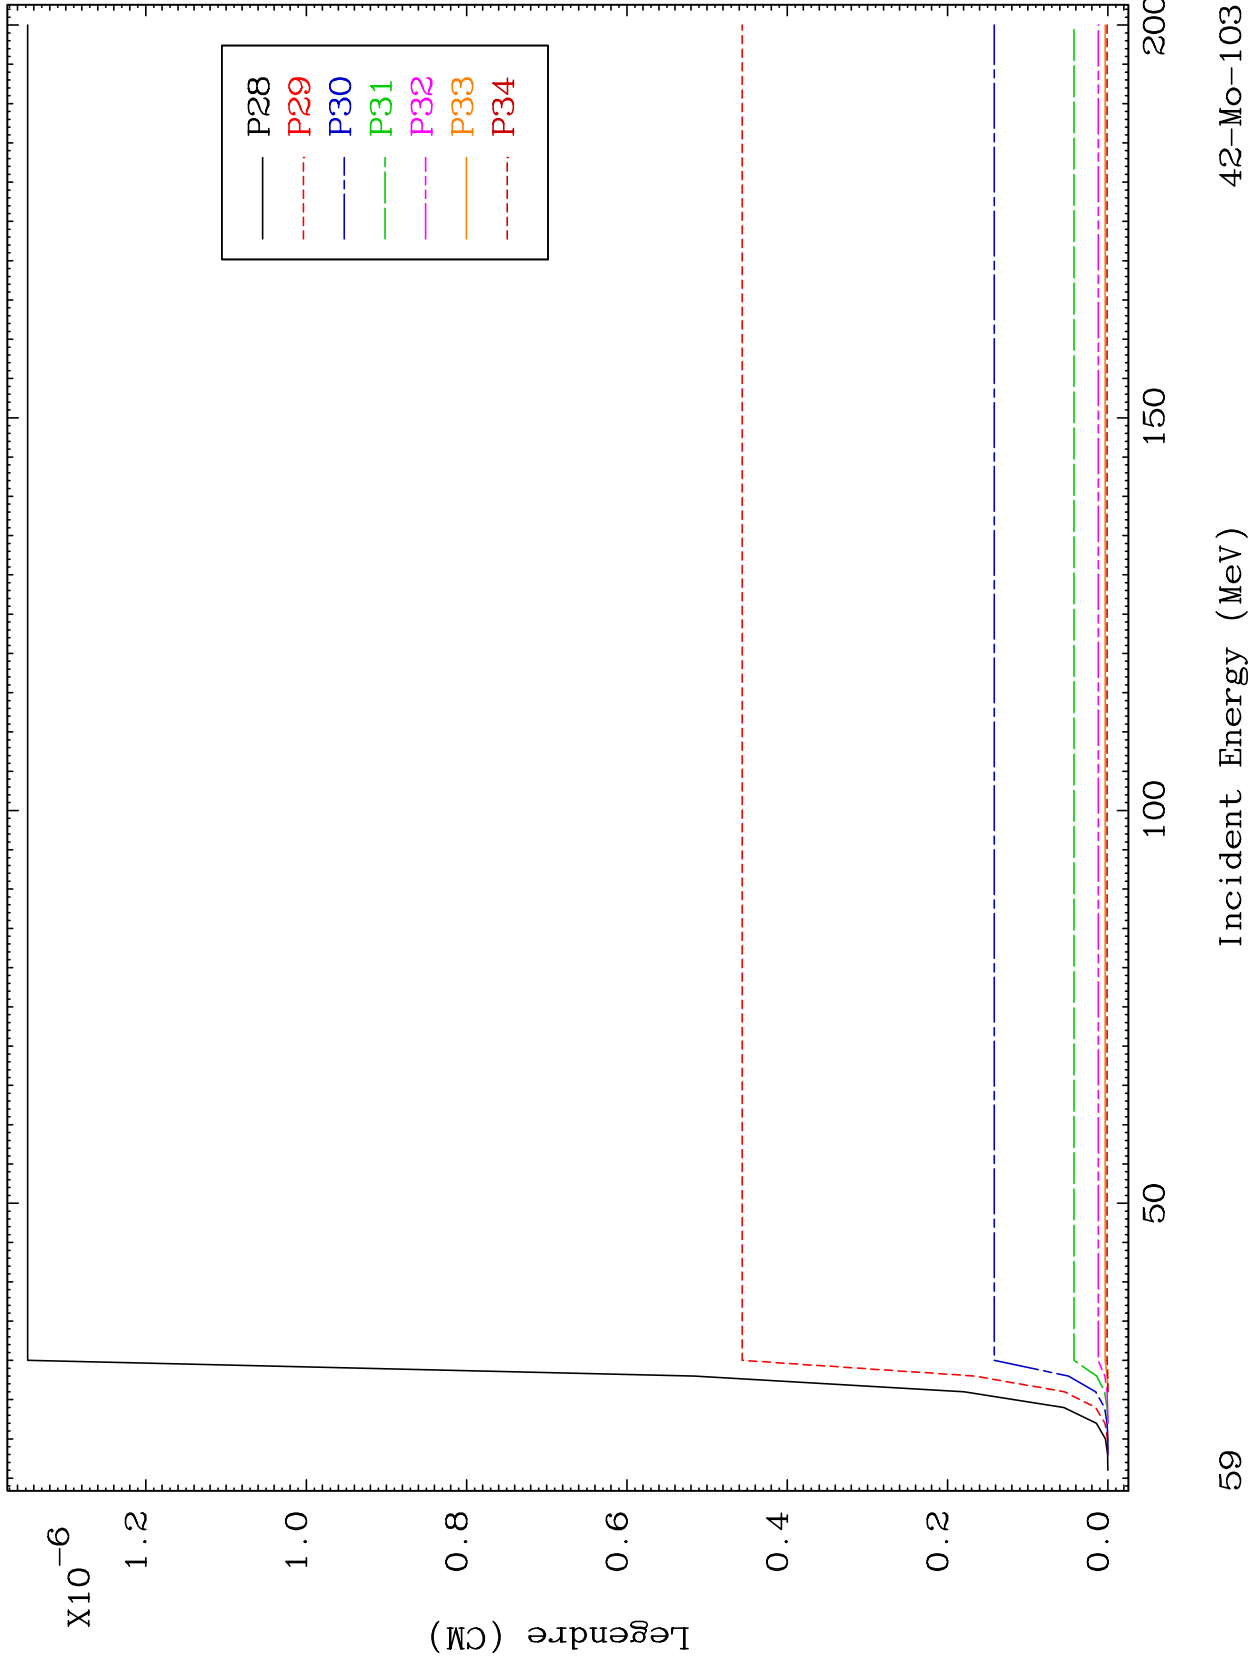 X10-6
1.2
1.0
0.8
0.6
0.4
0.2
0.0
Legendre (CM)
P28
P29
P30
P31
P32
P33
P34
50
100
150
200
Incident Energy (MeV)
59
42-Mo-103